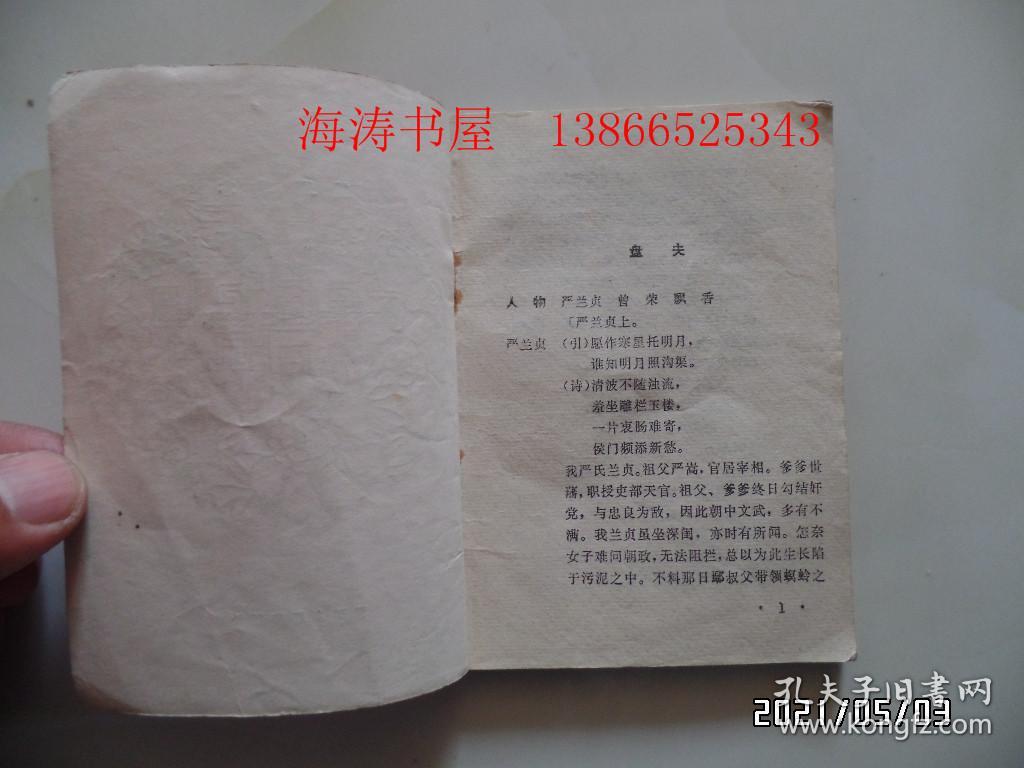 海涛书屋 13866525343
盘 夫
人 物 严兰贞 曾 荣 飘 香
〔严兰贞上。
严兰贞 (引)愿作寒星托明月，
谁知明月照沟渠。
(诗)清波不随浊流，
羞坐雕栏玉楼，
一片衷肠难寄，
侯门频添新愁。
我严氏兰贞。祖父严嵩，官居宰相。爹爹世
蕃，职授吏部天官。祖父、爹爹终日勾结奸
党，与忠良为敌，因此朝中文武，多有不
满。我兰贞虽坐深闺，亦时有所闻。怎奈
女子难问朝政，无法阻拦，总以为此生长陷
于污泥之中。不料那日鄢叔父带领螟蛉之
· 1 ·
孔夫子旧书网
2021/05/03
www.kongfz.com